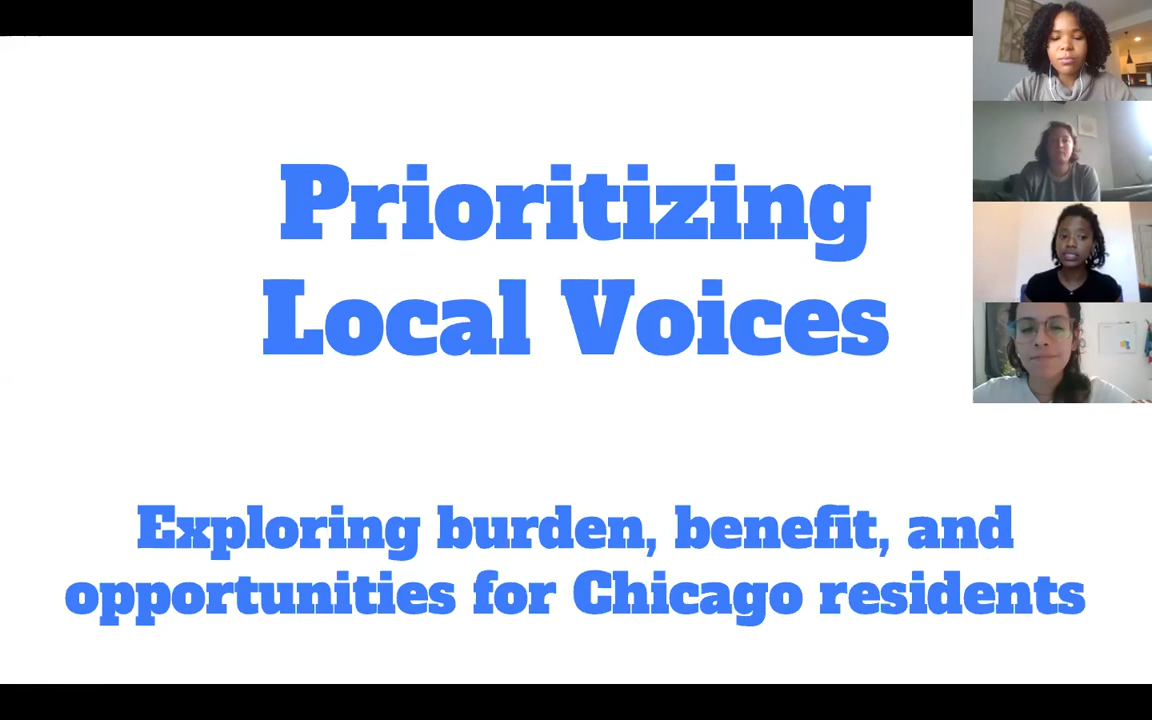 Prioritizing
Local Voices
Exploring burden, benefit, and
opportunities for Chicago residents